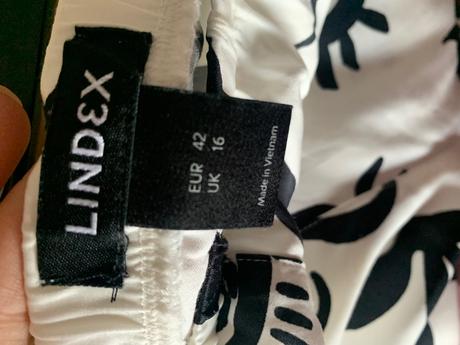 LINDEX
EUR 42
UK 16
Made in Vietnam